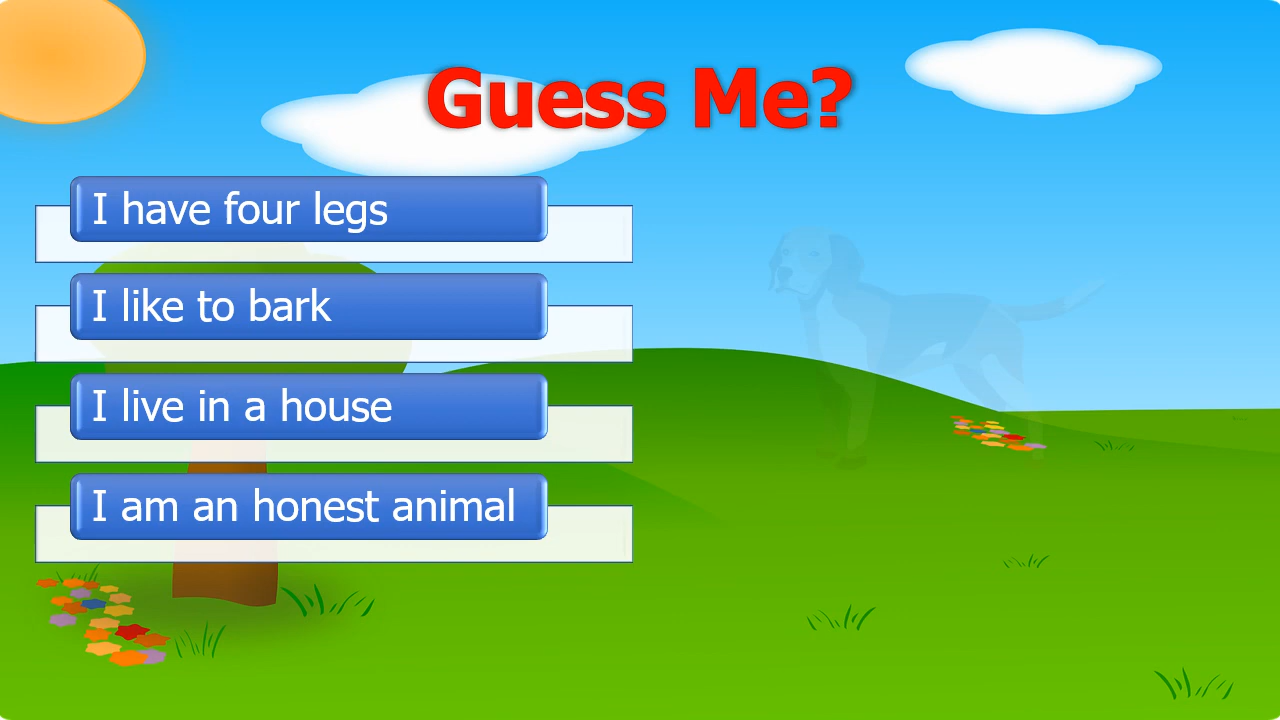 Guess Me?
I have four legs
I like to bark
I live in a house
I am an honest animal